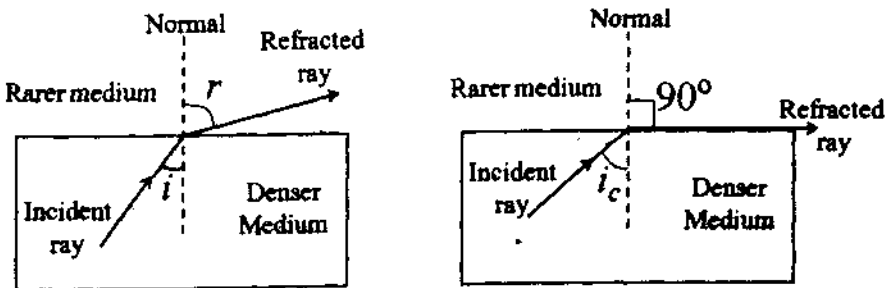 Normal
Refracted
ray
r
Rarer medium
i
Incident
ray
Denser
Medium
Normal
Rarer medium
90°
Refracted
ray
Incident
ray
i_c
Denser
Medium